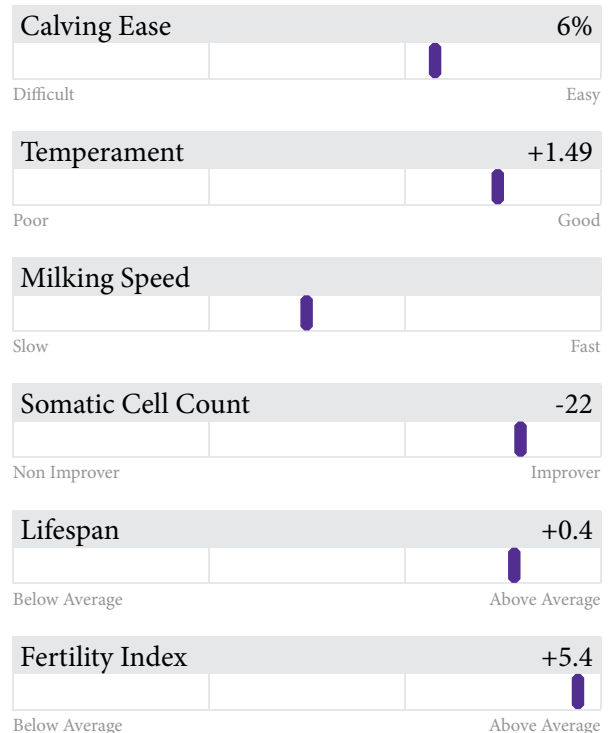 Calving Ease 6%
Difficult Easy
Temperament +1.49
Poor Good
Milking Speed
Slow Fast
Somatic Cell Count -22
Non Improver Improver
Lifespan +0.4
Below Average Above Average
Fertility Index +5.4
Below Average Above Average